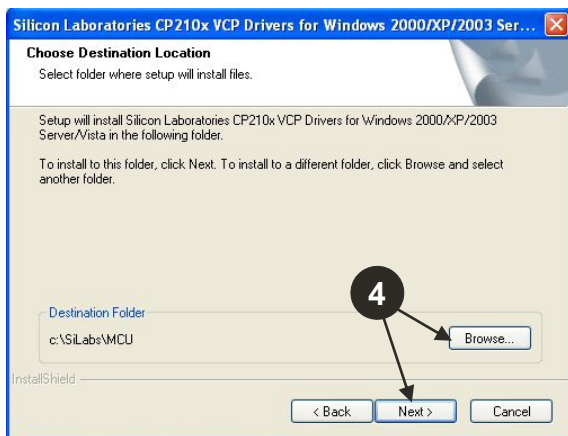 Silicon Laboratories CP210x VCP Drivers for Windows 2000/XP/2003 Ser...
Choose Destination Location
Select folder where setup will install files.
Setup will install Silicon Laboratories CP210x VCP Drivers for Windows 2000/XP/2003
Server/Vista in the following folder.
To install to this folder, click Next. To install to a different folder, click Browse and select
another folder.
4
Destination Folder
c:\SiLabs\MCU
Browse...
InstallShield
< Back
Next >
Cancel